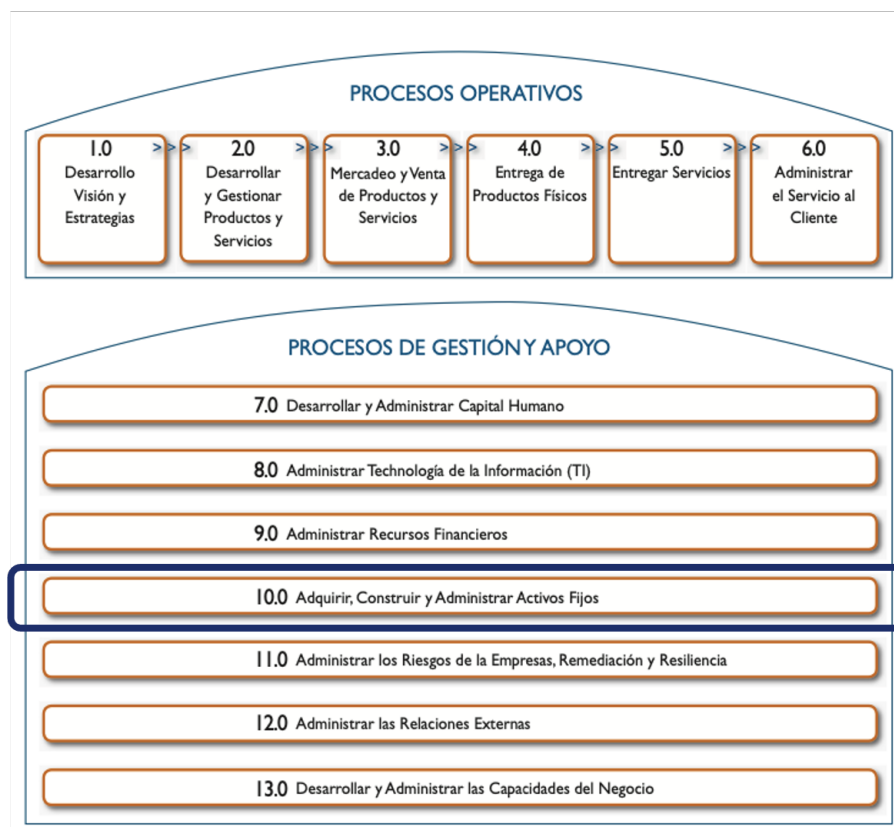 PROCESOS OPERATIVOS
1.0 >>> 2.0 >>> 3.0 >>> 4.0 >>> 5.0 >>> 6.0
Desarrollo
Visión y
Estrategias
Desarrollar
y Gestionar
Productos y
Servicios
Mercadeo y Venta
de Productos y
Servicios
Entrega de
Productos Físicos
Entregar Servicios
Administrar
el Servicio al
Cliente
PROCESOS DE GESTIÓN Y APOYO
7.0 Desarrollar y Administrar Capital Humano
8.0 Administrar Technología de la Información (TI)
9.0 Administrar Recursos Financieros
10.0 Adquirir, Construir y Administrar Activos Fijos
11.0 Administrar los Riesgos de la Empresas, Remediación y Resiliencia
12.0 Administrar las Relaciones Externas
13.0 Desarrollar y Administrar las Capacidades del Negocio